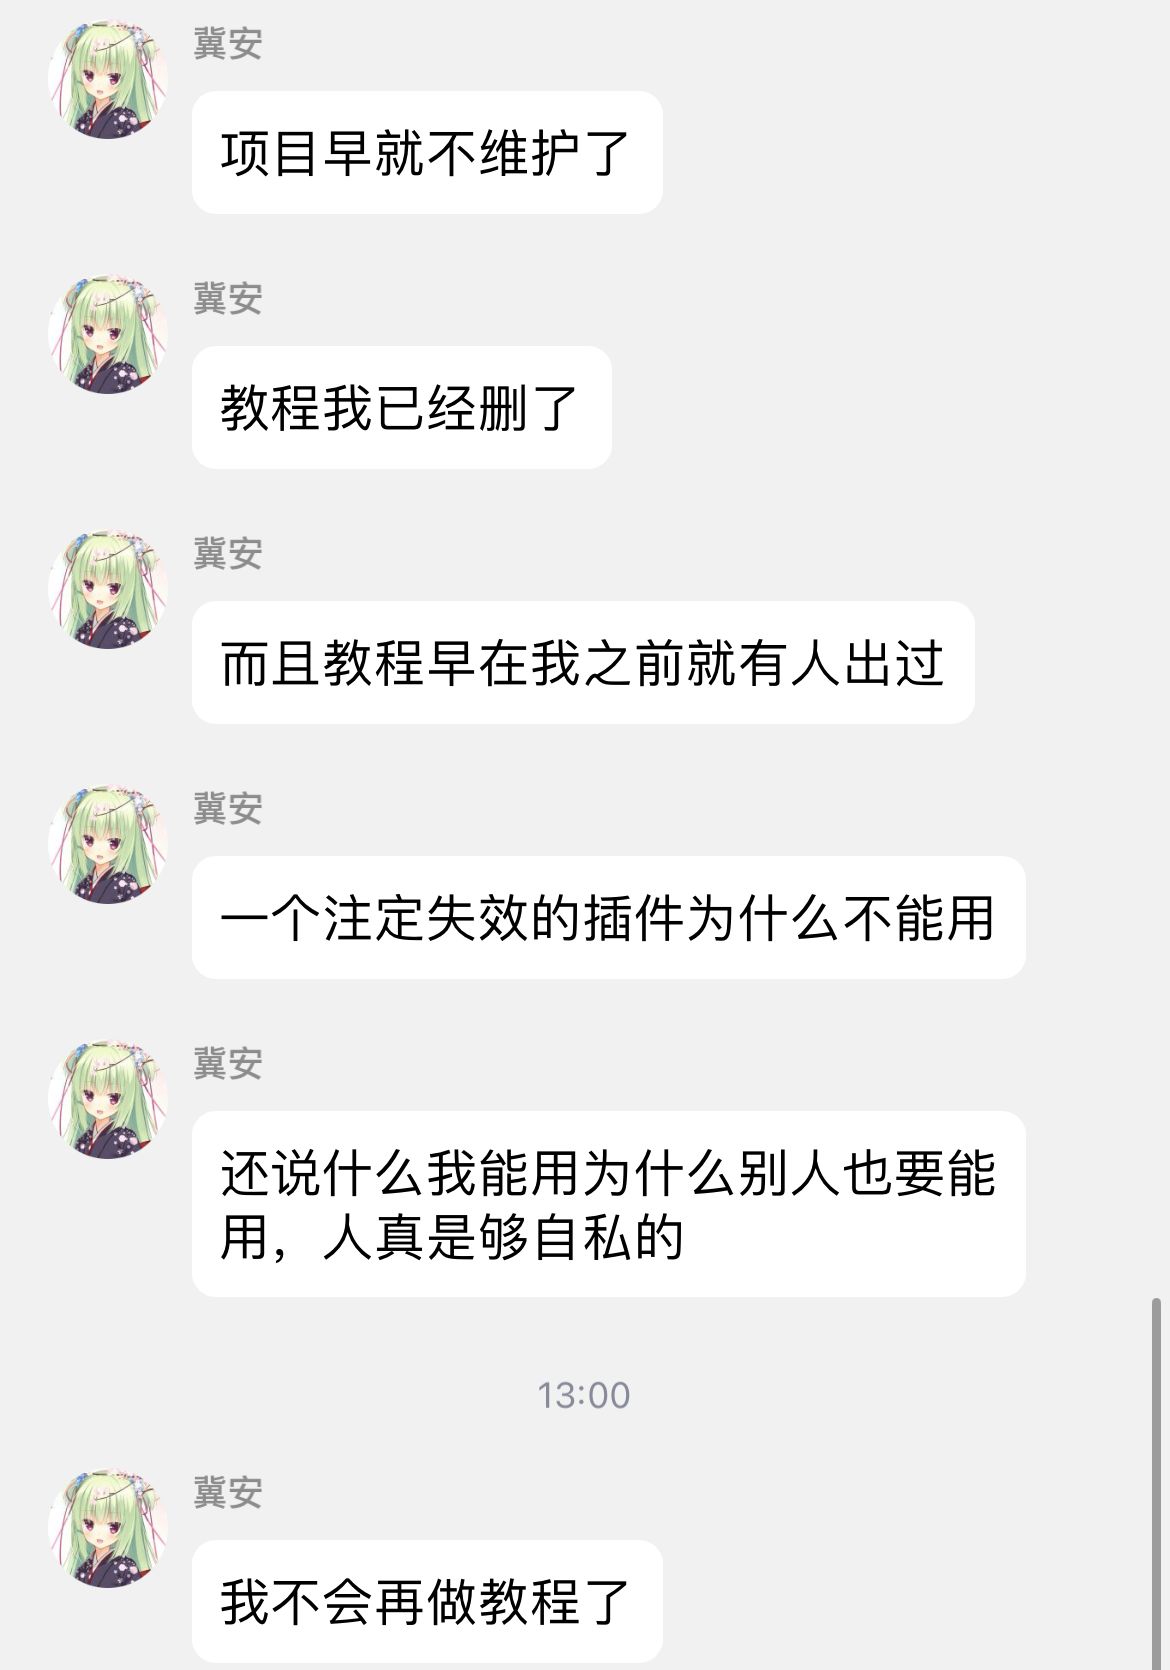 冀安
项目早就不维护了
冀安
教程我已经删了
冀安
而且教程早在我之前就有人出过
冀安
一个注定失效的插件为什么不能用
冀安
还说什么我能用为什么别人也要能
用，人真是够自私的
13:00
冀安
我不会再做教程了